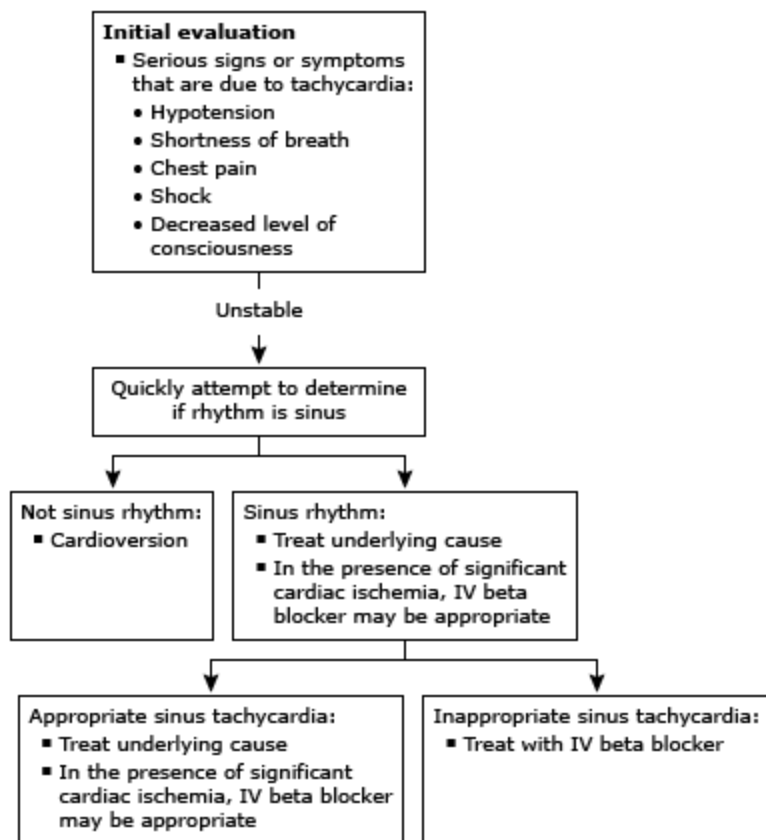 Initial evaluation
▪ Serious signs or symptoms
that are due to tachycardia:
• Hypotension
• Shortness of breath
• Chest pain
• Shock
• Decreased level of
consciousness
Unstable
Quickly attempt to determine
if rhythm is sinus
Not sinus rhythm:
▪ Cardioversion
Sinus rhythm:
▪ Treat underlying cause
▪ In the presence of significant
cardiac ischemia, IV beta
blocker may be appropriate
Appropriate sinus tachycardia:
▪ Treat underlying cause
▪ In the presence of significant
cardiac ischemia, IV beta blocker
may be appropriate
Inappropriate sinus tachycardia:
▪ Treat with IV beta blocker